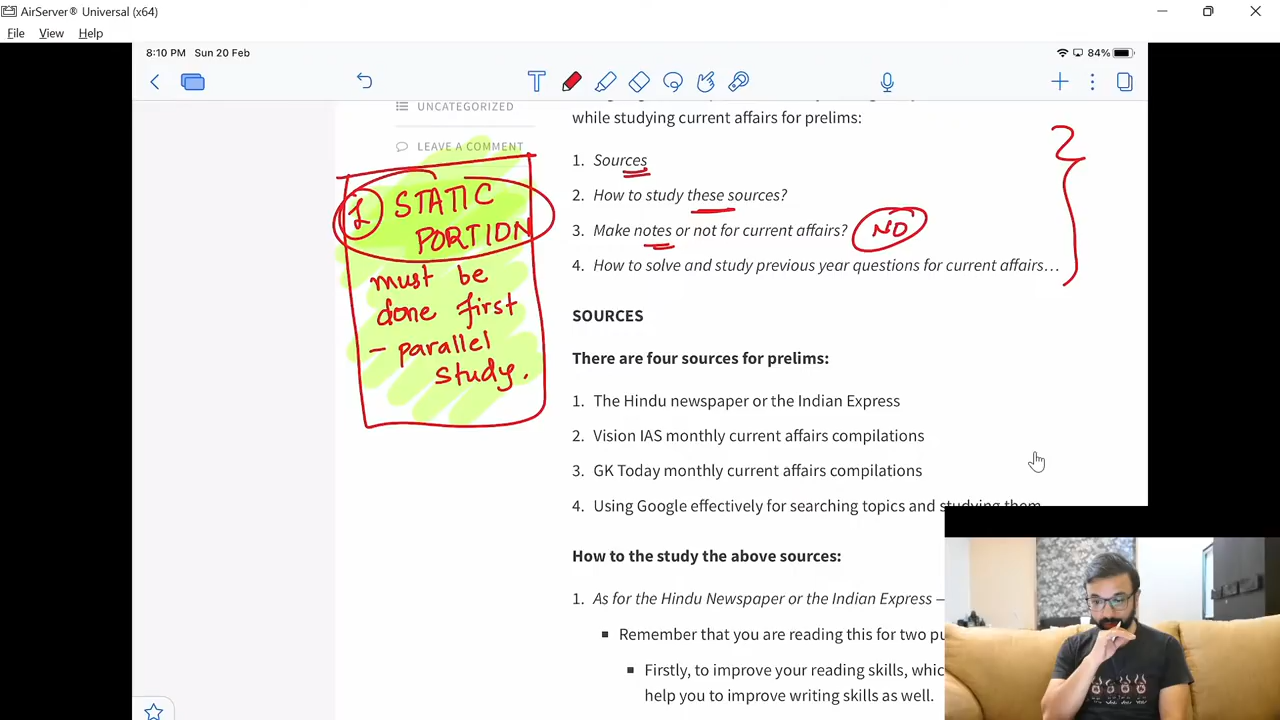 AirServer® Universal (x64)
File View Help
8:10 PM Sun 20 Feb
84%
T
UNCATEGORIZED
while studying current affairs for prelims:
LEAVE A COMMENT
1. Sources
2. How to study these sources?
3. Make notes or not for current affairs? NO
4. How to solve and study previous year questions for current affairs...
1 STATIC
PORTION
must be
done first
- parallel
study.
2
SOURCES
There are four sources for prelims:
1. The Hindu newspaper or the Indian Express
2. Vision IAS monthly current affairs compilations
3. GK Today monthly current affairs compilations
4. Using Google effectively for searching topics and studying them
How to the study the above sources:
1. As for the Hindu Newspaper or the Indian Express –
▪ Remember that you are reading this for two
▪ Firstly, to improve your reading skills,
help you to improve writing skills as well.